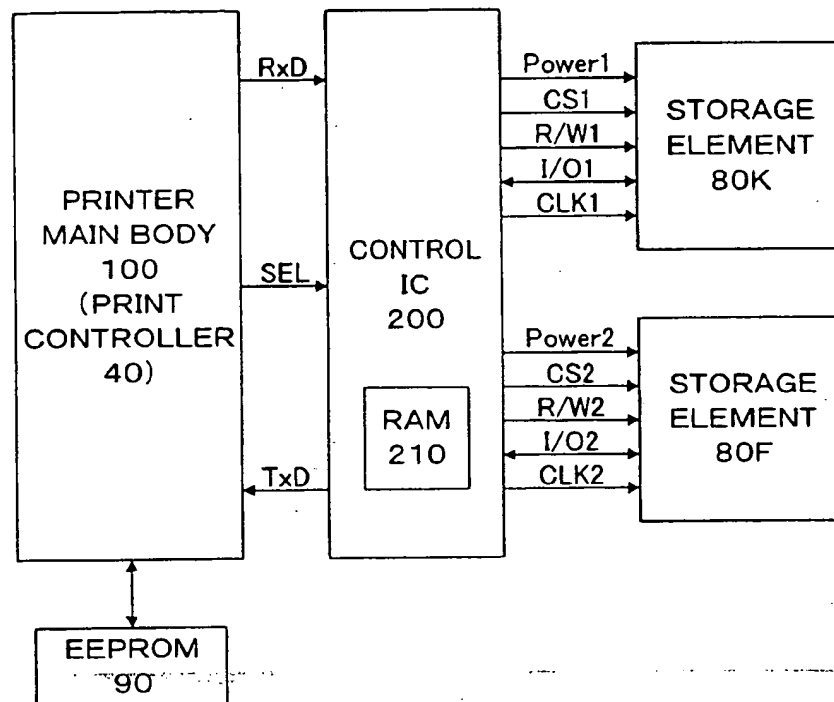 PRINTER
MAIN BODY
100
(PRINT
CONTROLLER
40)
RxD
SEL
TxD
CONTROL
IC
200
RAM
210
Power1
CS1
R/W1
I/O1
CLK1
STORAGE
ELEMENT
80K
Power2
CS2
R/W2
I/O2
CLK2
STORAGE
ELEMENT
80F
EEPROM
90